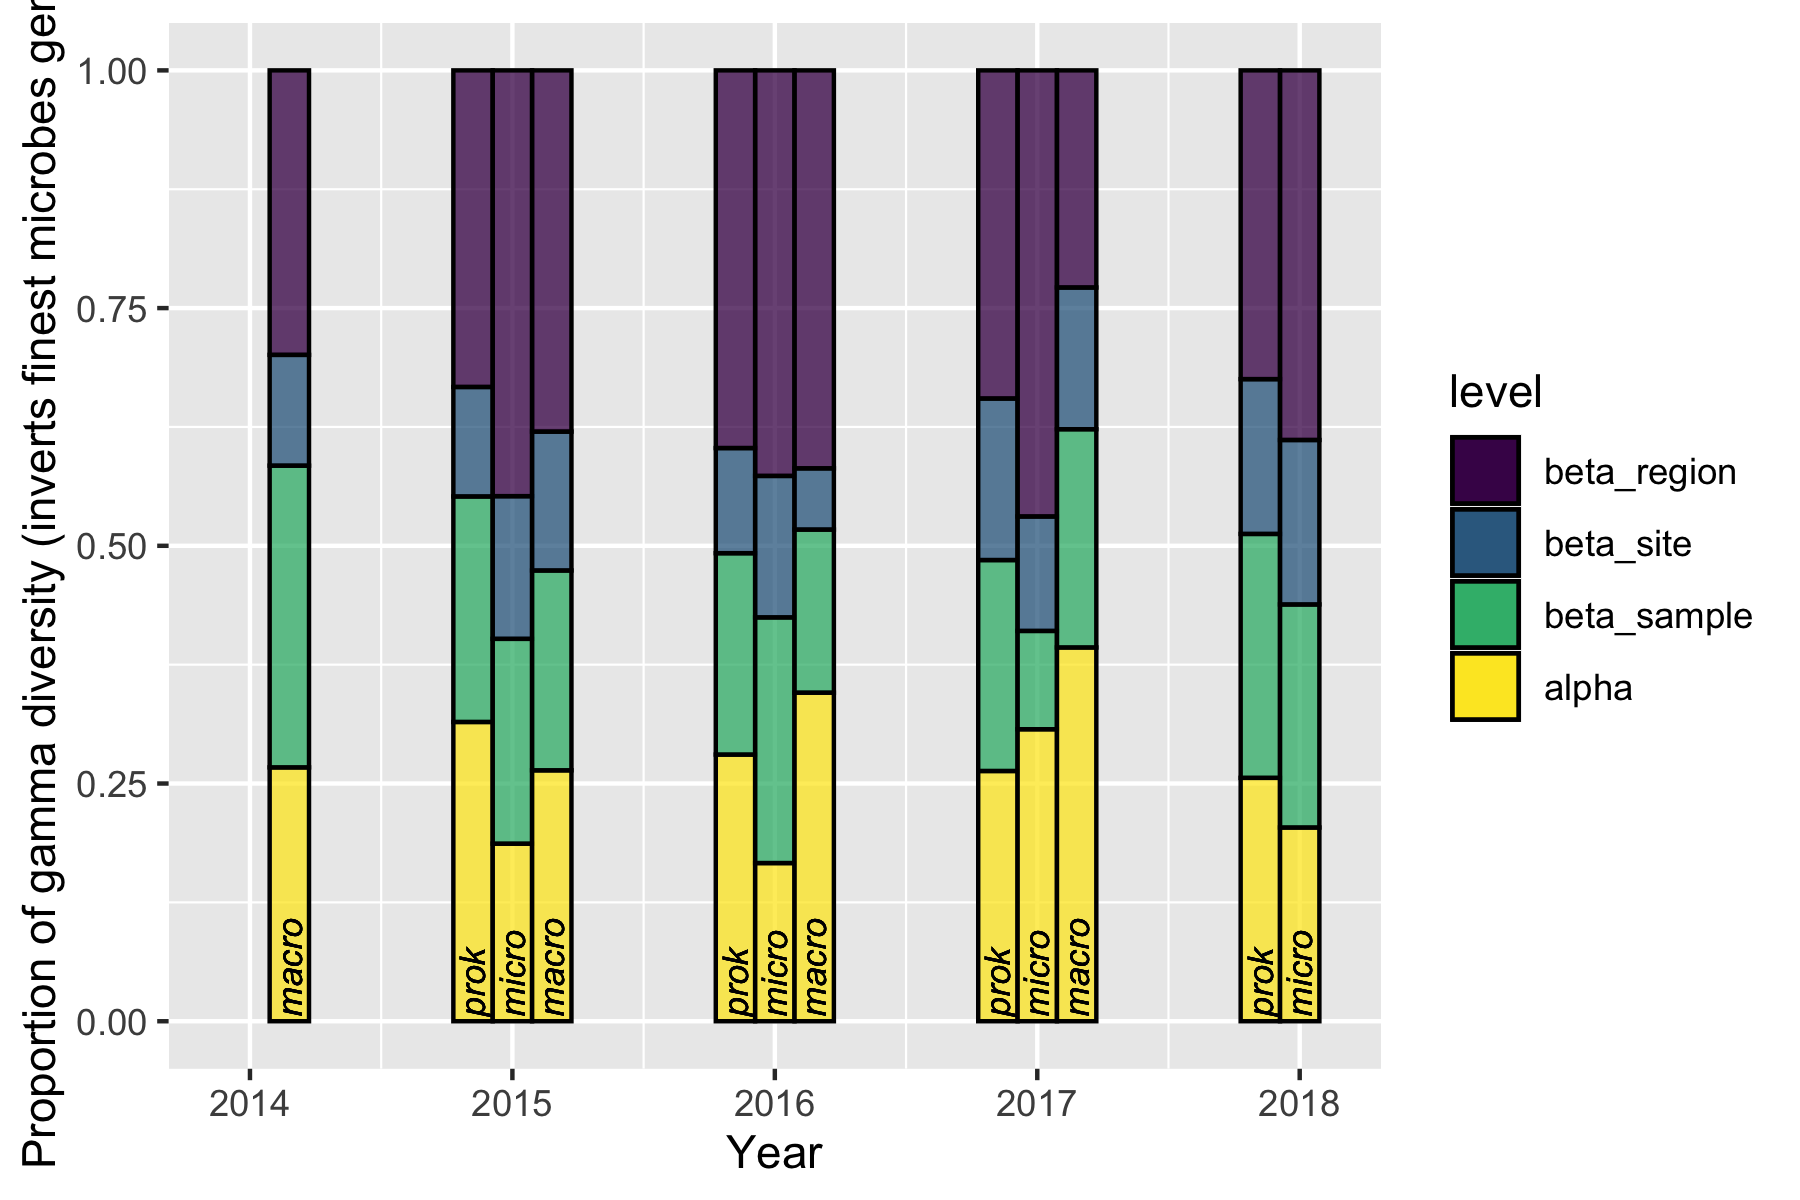 Proportion of gamma diversity (inverts finest microbes
1.00
0.75
0.50
0.25
0.00
macro
prok
micro
macro
prok
micro
macro
prok
micro
macro
prok
micro
2014
2015
2016
2017
2018
Year
level
beta_region
beta_site
beta_sample
alpha